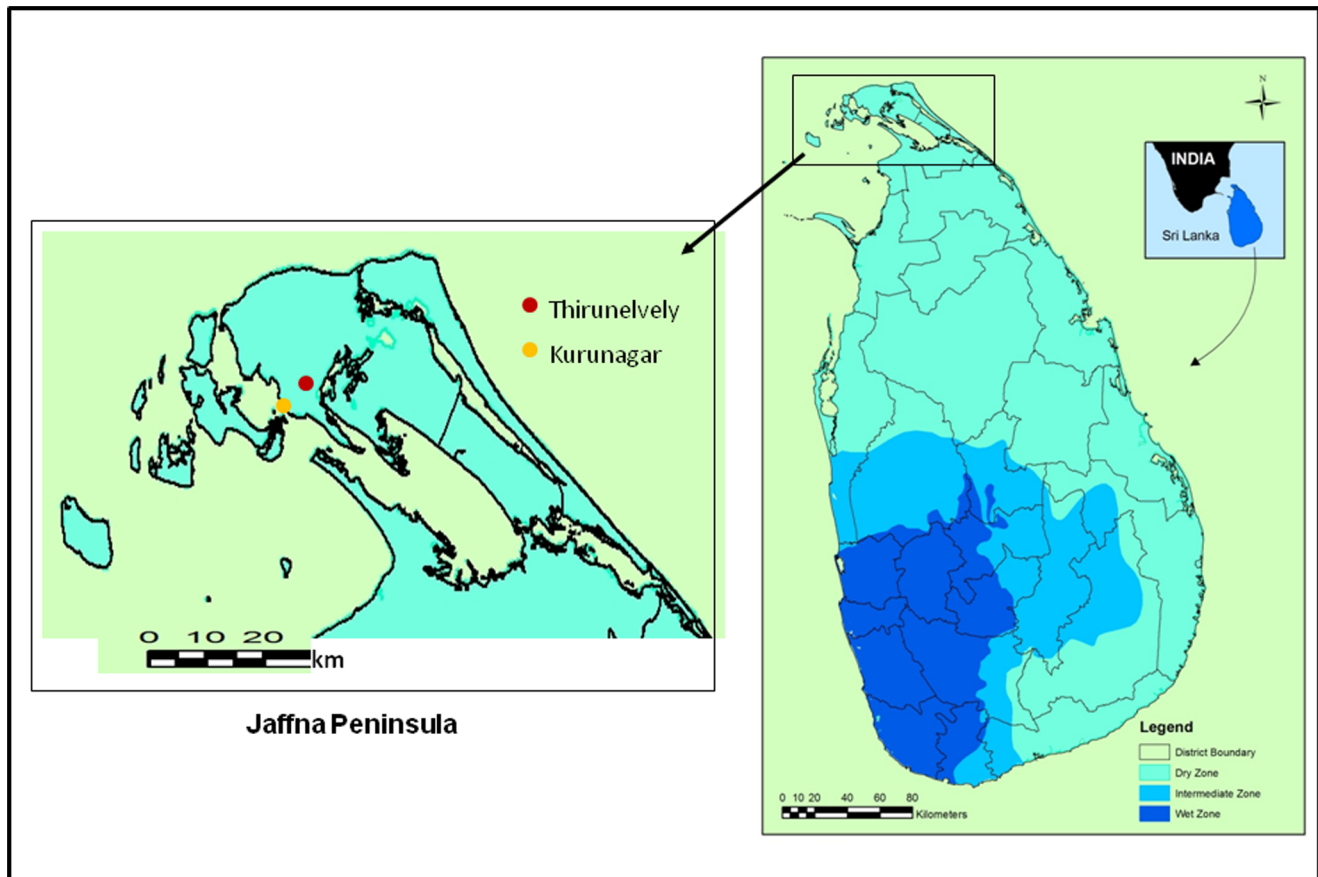 Thirunelvely
Kurunagar
0 10 20
km
Jaffna Peninsula
N
INDIA
Sri Lanka
Legend
District Boundary
Dry Zone
Intermediate Zone
Wet Zone
0 10 20 40 60 80
Kilometers